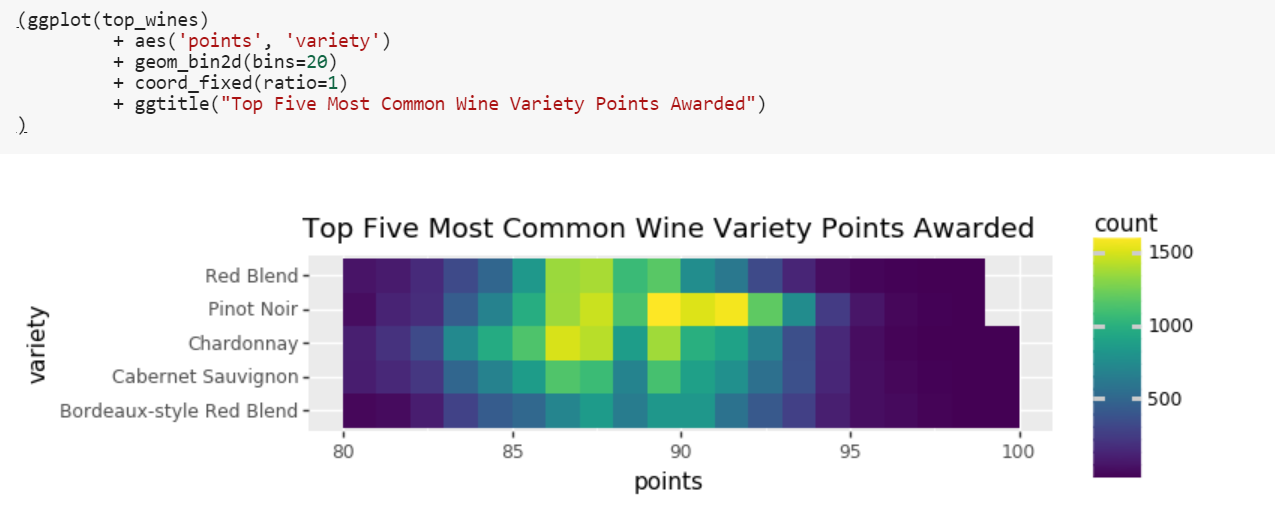 (ggplot(top_wines)
+ aes('points', 'variety')
+ geom_bin2d(bins=20)
+ coord_fixed(ratio=1)
+ ggtitle("Top Five Most Common Wine Variety Points Awarded")
)
Top Five Most Common Wine Variety Points Awarded
count
1500
1000
500
variety
Red Blend
Pinot Noir
Chardonnay
Cabernet Sauvignon
Bordeaux-style Red Blend
80 85 90 95 100
points